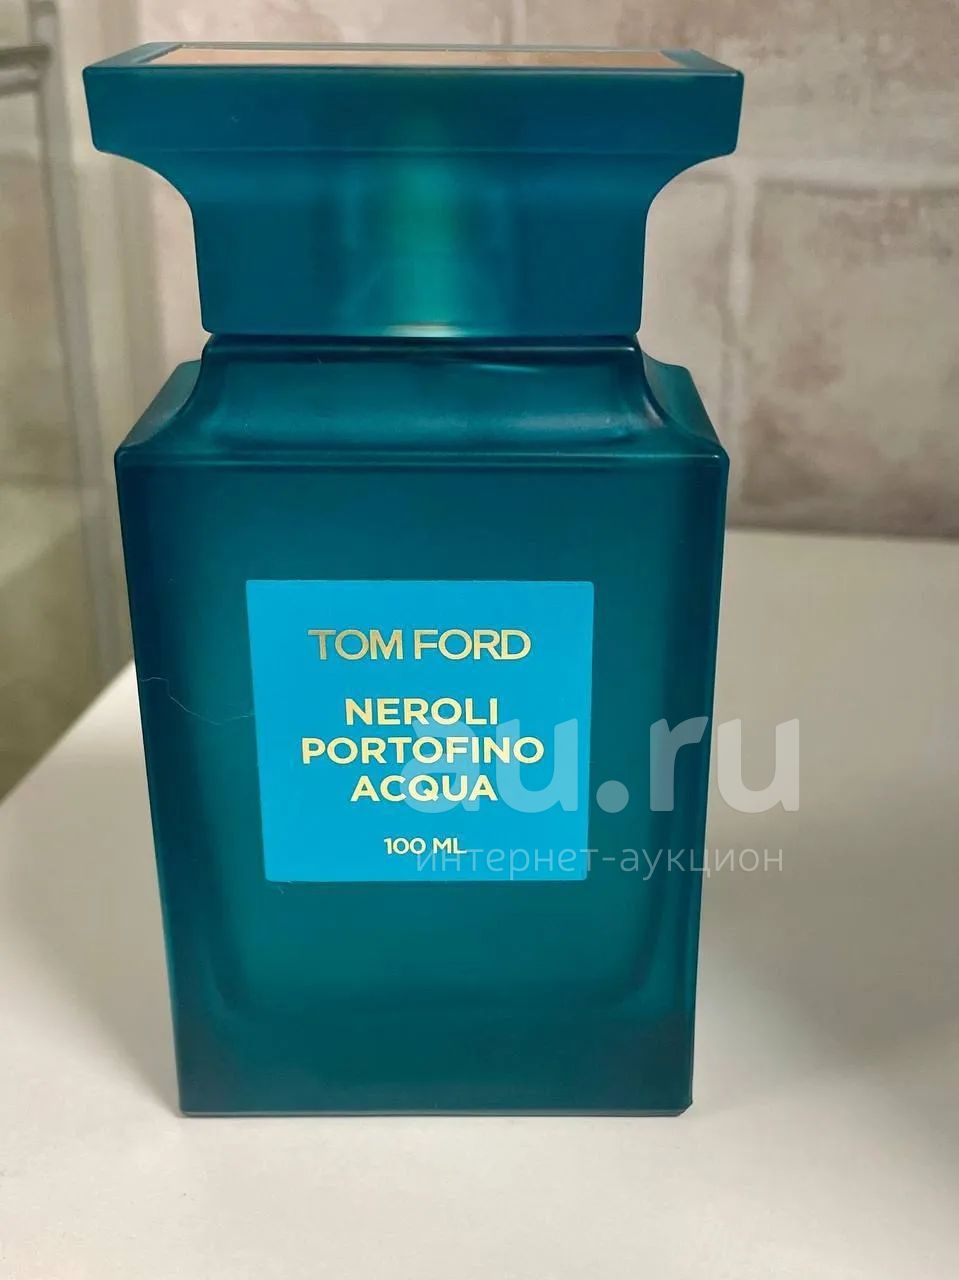 TOM FORD
NEROLI
PORTOFINO
ACQUA
100 ML
au.ru
интернет-аукцион